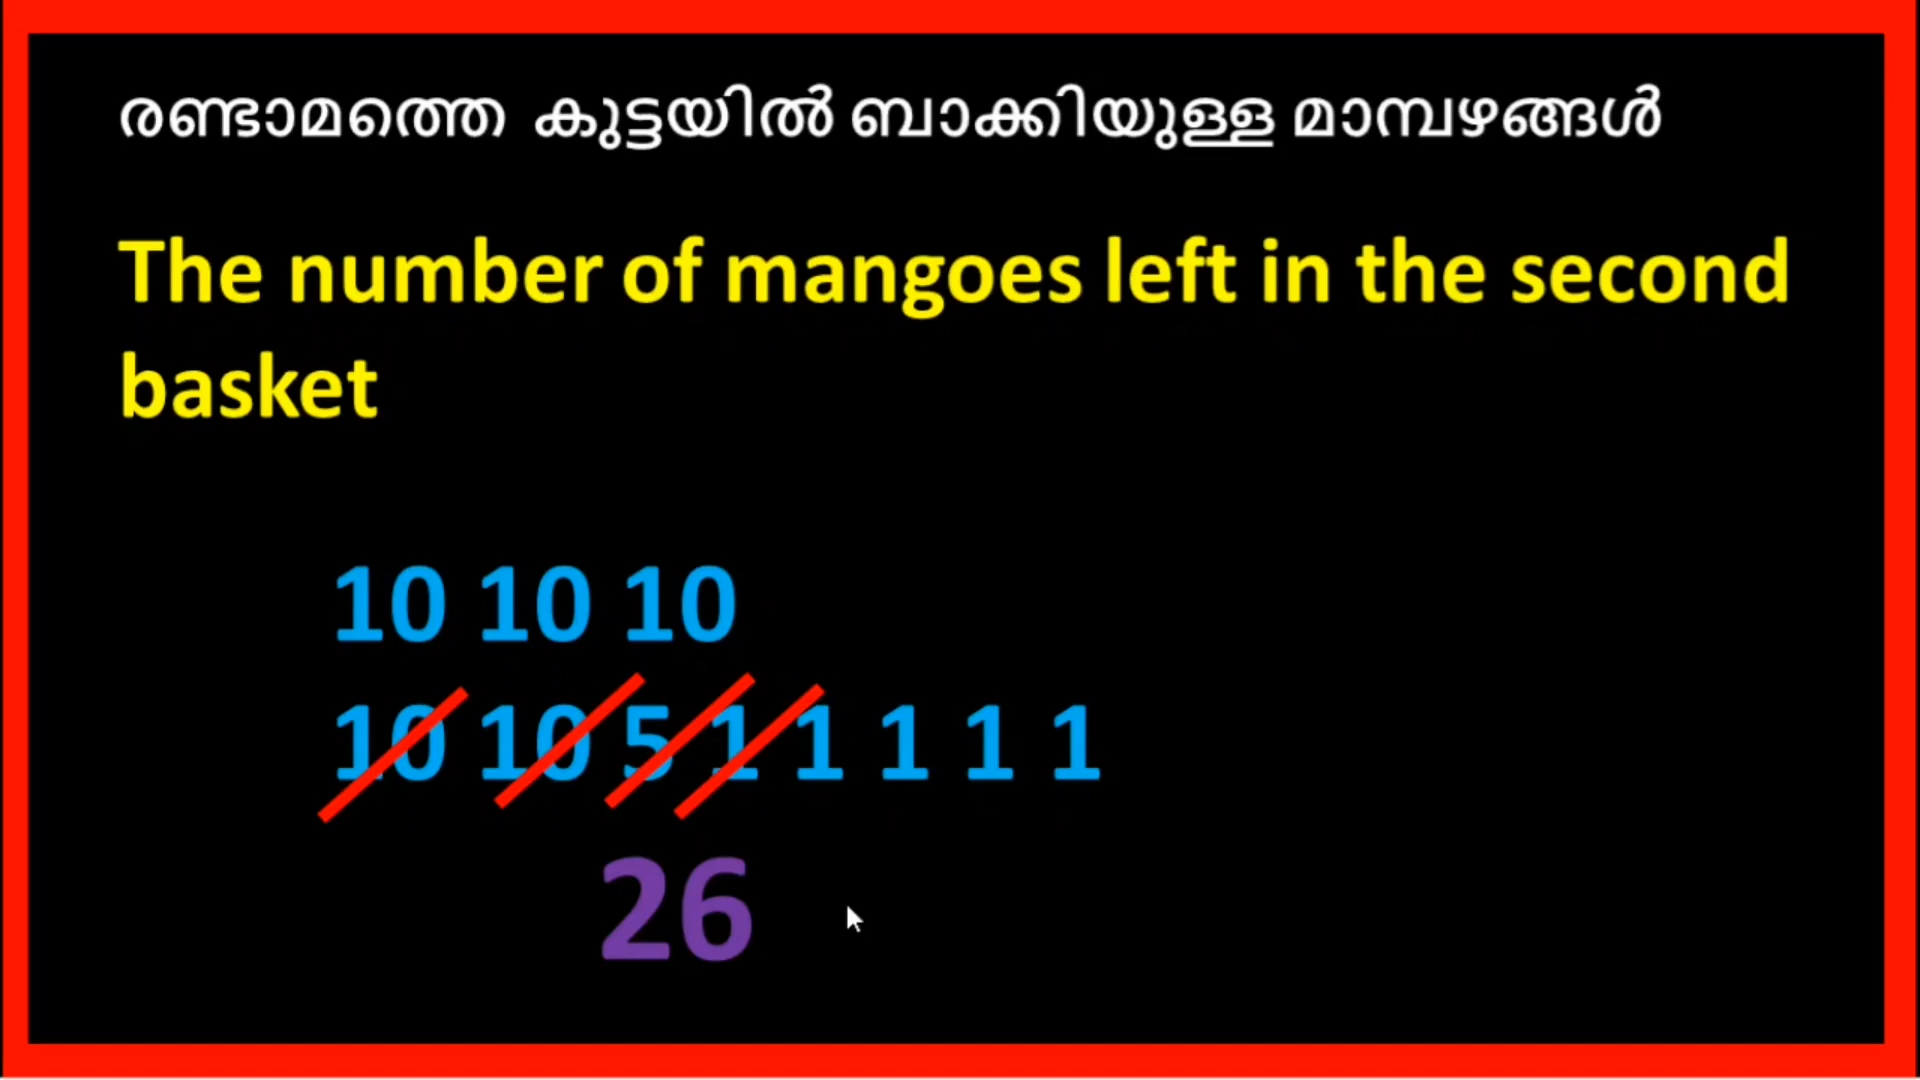 രണ്ടാമത്തെ കുട്ടയിൽ ബാക്കിയുള്ള മാമ്പഴങ്ങൾ
The number of mangoes left in the second
basket
10 10 10
10 10 5 1 1 1 1 1
26